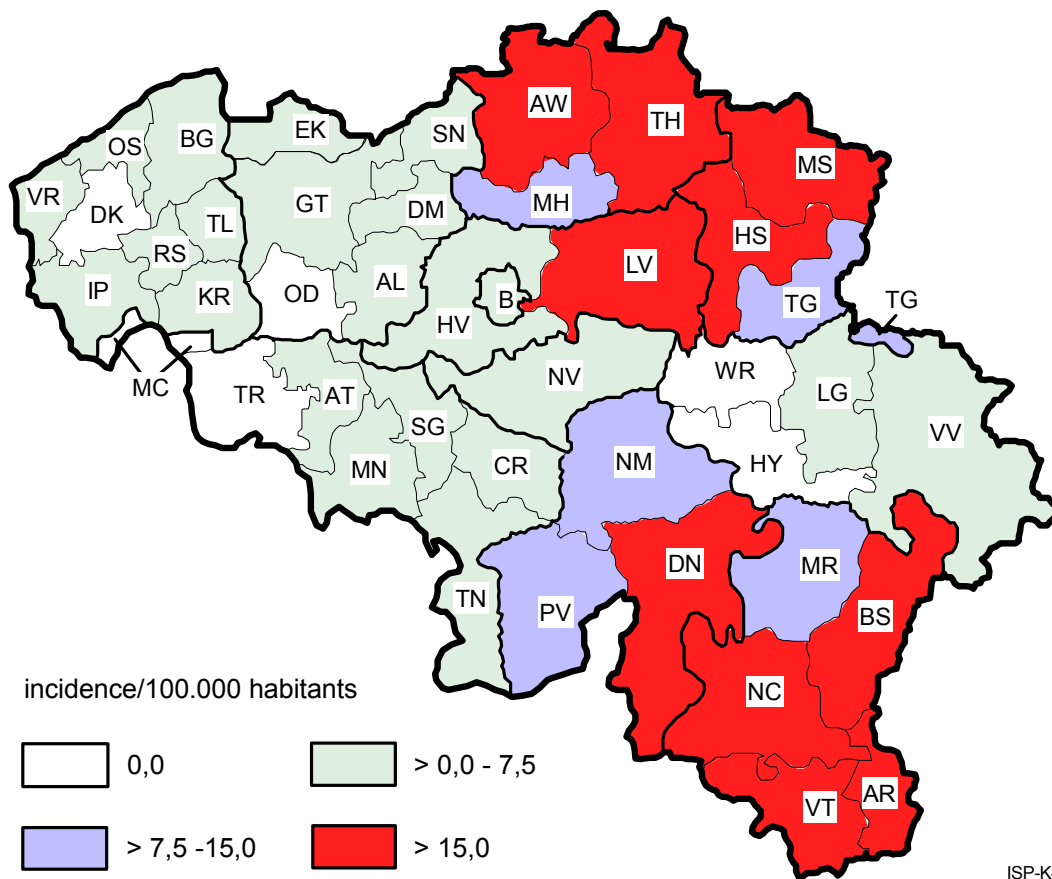 AW
TH
EK
SN
BG
OS
MS
VR
GT
MH
DK
TL
DM
HS
RS
LV
IP
KR
OD
AL
B
TG
TG
HV
MC
TR
AT
NV
WR
LG
SG
VV
MN
CR
NM
HY
DN
MR
TN
PV
BS
NC
AR
VT
incidence/100.000 habitants
0,0
> 0,0 - 7,5
> 7,5 -15,0
> 15,0
ISP-K